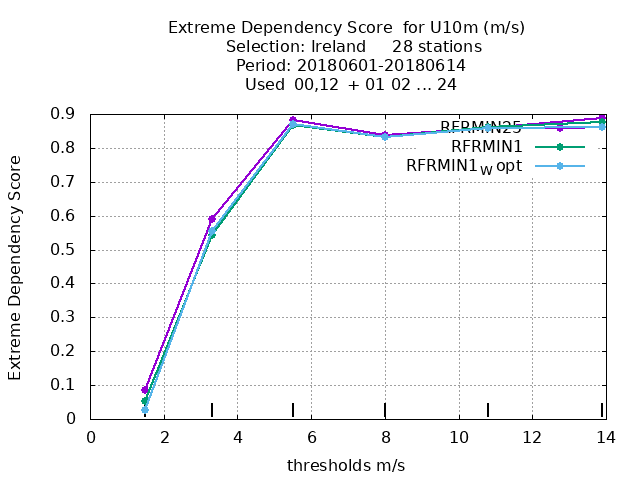 Extreme Dependency Score for U10m (m/s)
Selection: Ireland 28 stations
Period: 20180601-20180614
Used 00,12 + 01 02 ... 24
0.9
0.8
0.7
0.6
0.5
0.4
0.3
0.2
0.1
0
Extreme Dependency Score
RFRMIN25
RFRMIN1
RFRMIN1W opt
0 2 4 6 8 10 12 14
thresholds m/s